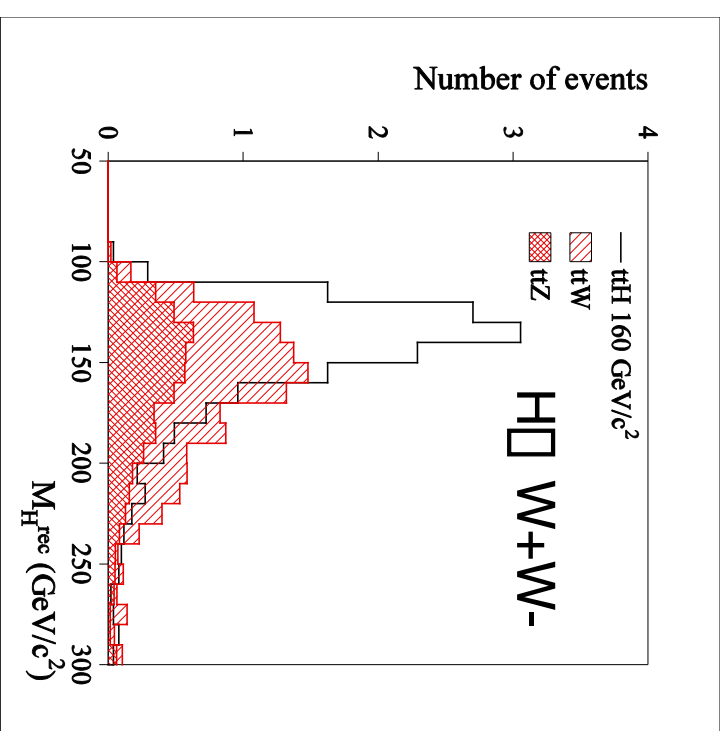 Number of events
4
3
2
1
0
50
100
150
200
250
300
M_H^rec (GeV/c²)
ttH 160 GeV/c²
ttW
ttZ
H▯ W+W-